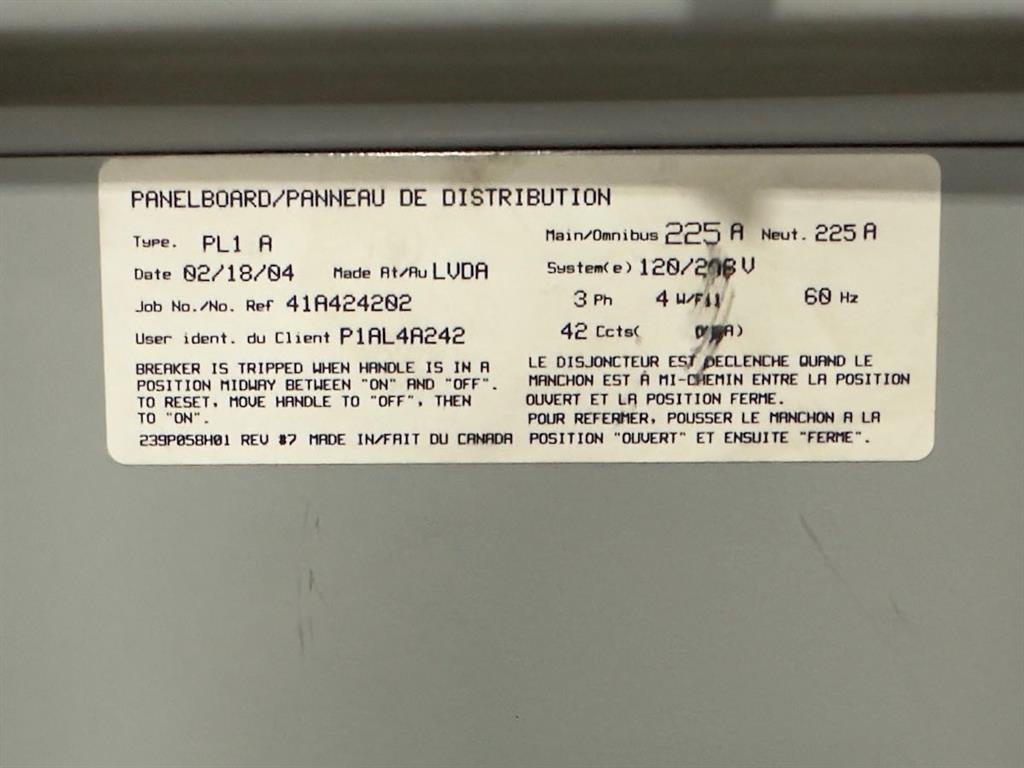 PANELBOARD/PANNEAU DE DISTRIBUTION
Type. PL1 A
Main/Omnibus 225 A Neut. 225 A
Date 02/18/04 Made At/Au LVDA
System(e) 120/208 V
Job No./No. Ref 41A424202
3 Ph 4 W/Fil 60 Hz
User ident. du Client P1AL4A242
42 Ccts(
BREAKER IS TRIPPED WHEN HANDLE IS IN A
POSITION MIDWAY BETWEEN "ON" AND "OFF".
TO RESET, MOVE HANDLE TO "OFF", THEN
TO "ON".
239P058H01 REV #7 MADE IN/FAIT DU CANADA
LE DISJONCTEUR EST DECLENCHE QUAND LE
MANCHON EST À MI-CHEMIN ENTRE LA POSITION
OUVERT ET LA POSITION FERME.
POUR REFERMER, POUSSER LE MANCHON A LA
POSITION "OUVERT" ET ENSUITE "FERME".